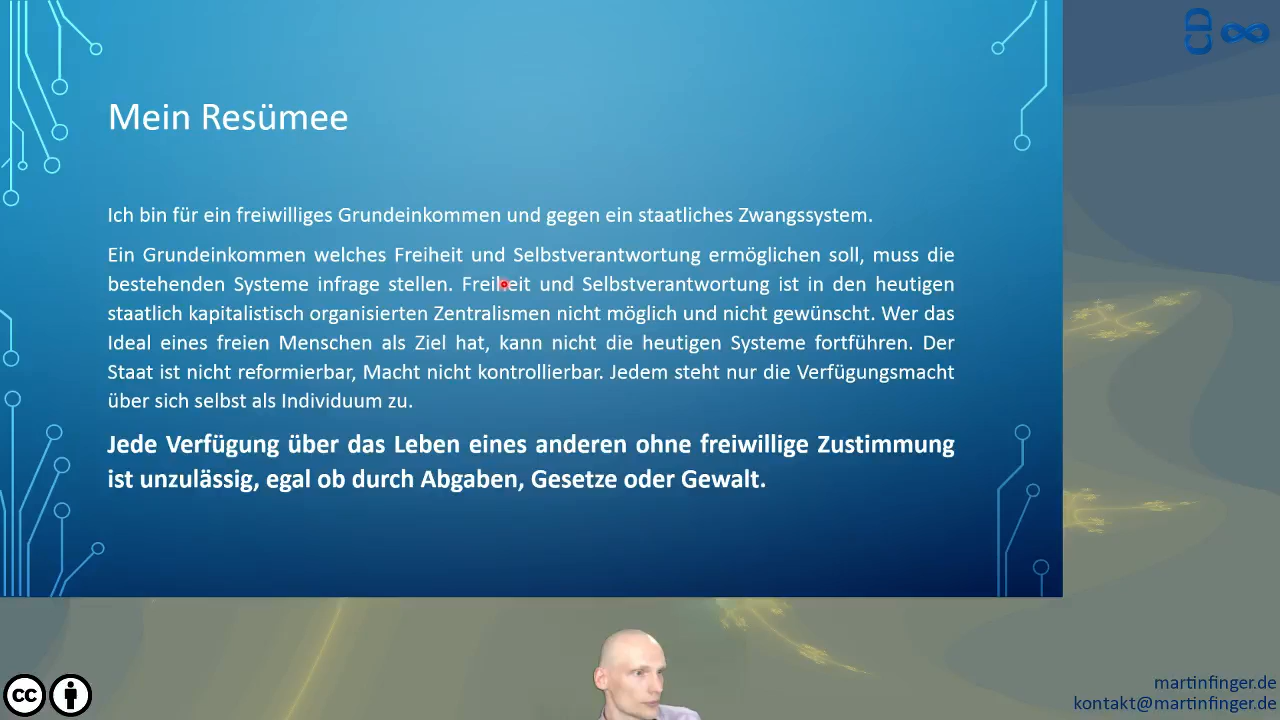 Mein Resümee
Ich bin für ein freiwilliges Grundeinkommen und gegen ein staatliches Zwangssystem.
Ein Grundeinkommen welches Freiheit und Selbstverantwortung ermöglichen soll, muss die
bestehenden Systeme infrage stellen. Freiheit und Selbstverantwortung ist in den heutigen
staatlich kapitalistisch organisierten Zentralismen nicht möglich und nicht gewünscht. Wer das
Ideal eines freien Menschen als Ziel hat, kann nicht die heutigen Systeme fortführen. Der
Staat ist nicht reformierbar, Macht nicht kontrollierbar. Jedem steht nur die Verfügungsmacht
über sich selbst als Individuum zu.
Jede Verfügung über das Leben eines anderen ohne freiwillige Zustimmung
ist unzulässig, egal ob durch Abgaben, Gesetze oder Gewalt.
CD
cc
martinfinger.de
kontakt@martinfinger.de